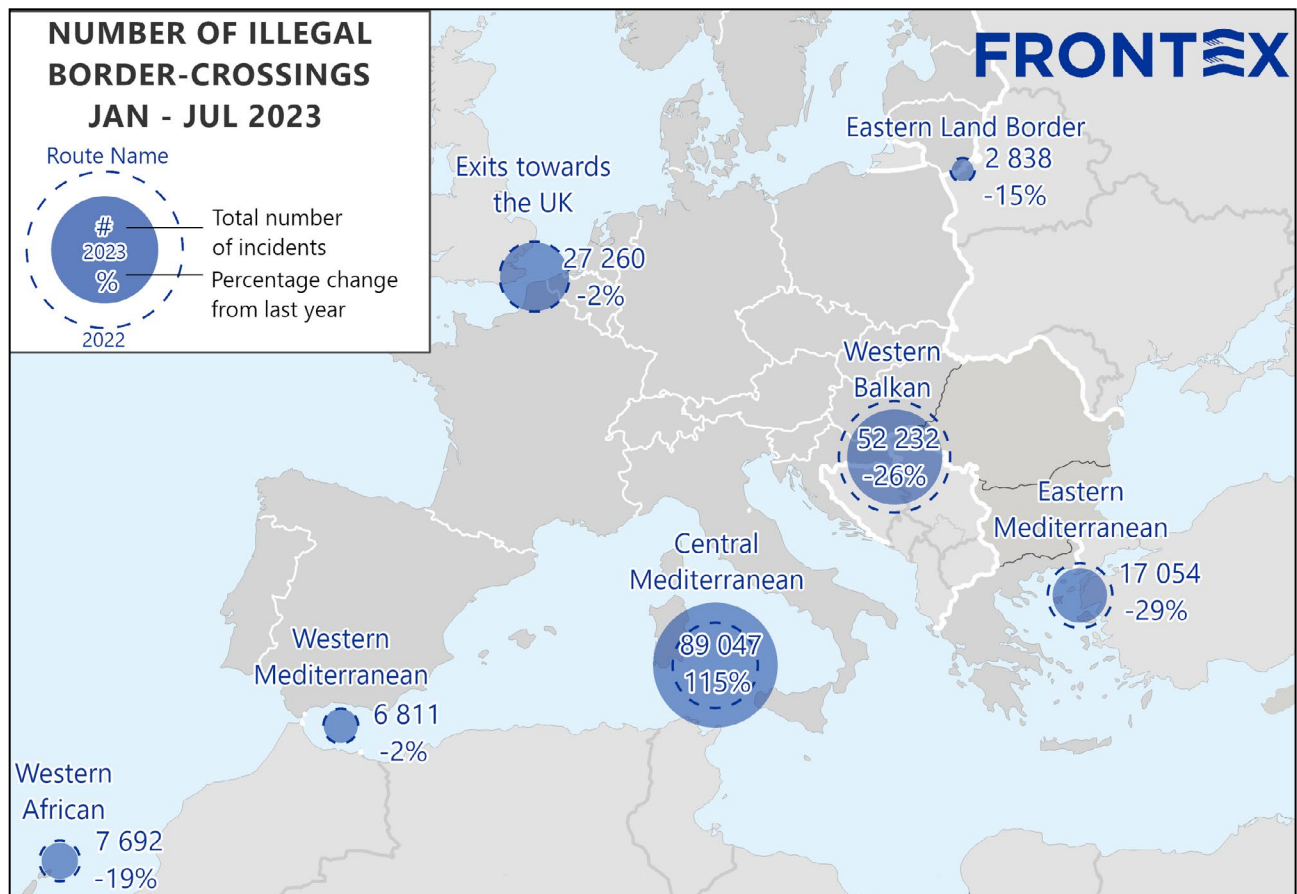 NUMBER OF ILLEGAL
BORDER-CROSSINGS
JAN - JUL 2023
Route Name
#
2023
%
2022
Total number
of incidents
Percentage change
from last year
FRONTEX
Eastern Land Border
2 838
-15%
Exits towards
the UK
27 260
-2%
Western
Balkan
52 232
-26%
Eastern
Mediterranean
17 054
-29%
Central
Mediterranean
89 047
115%
Western
Mediterranean
6 811
-2%
Western
African
7 692
-19%